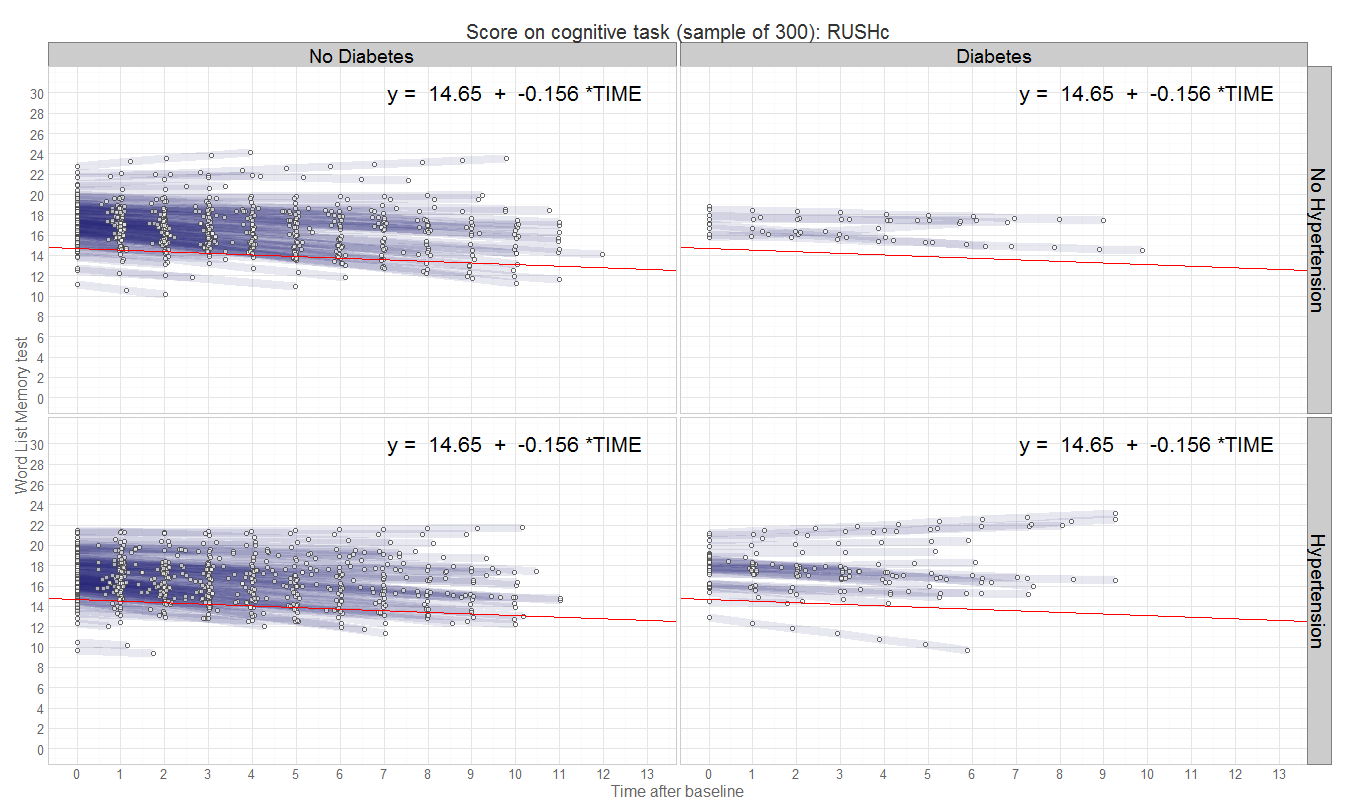 Score on cognitive task (sample of 300): RUSHc
No Diabetes
Diabetes
y = 14.65 + -0.156 *TIME
y = 14.65 + -0.156 *TIME
30
28
26
24
22
20
18
16
14
12
10
8
6
4
2
0
No Hypertension
Word List Memory test
y = 14.65 + -0.156 *TIME
y = 14.65 + -0.156 *TIME
30
28
26
24
22
20
18
16
14
12
10
8
6
4
2
0
Hypertension
0 1 2 3 4 5 6 7 8 9 10 11 12 13
0 1 2 3 4 5 6 7 8 9 10 11 12 13
Time after baseline